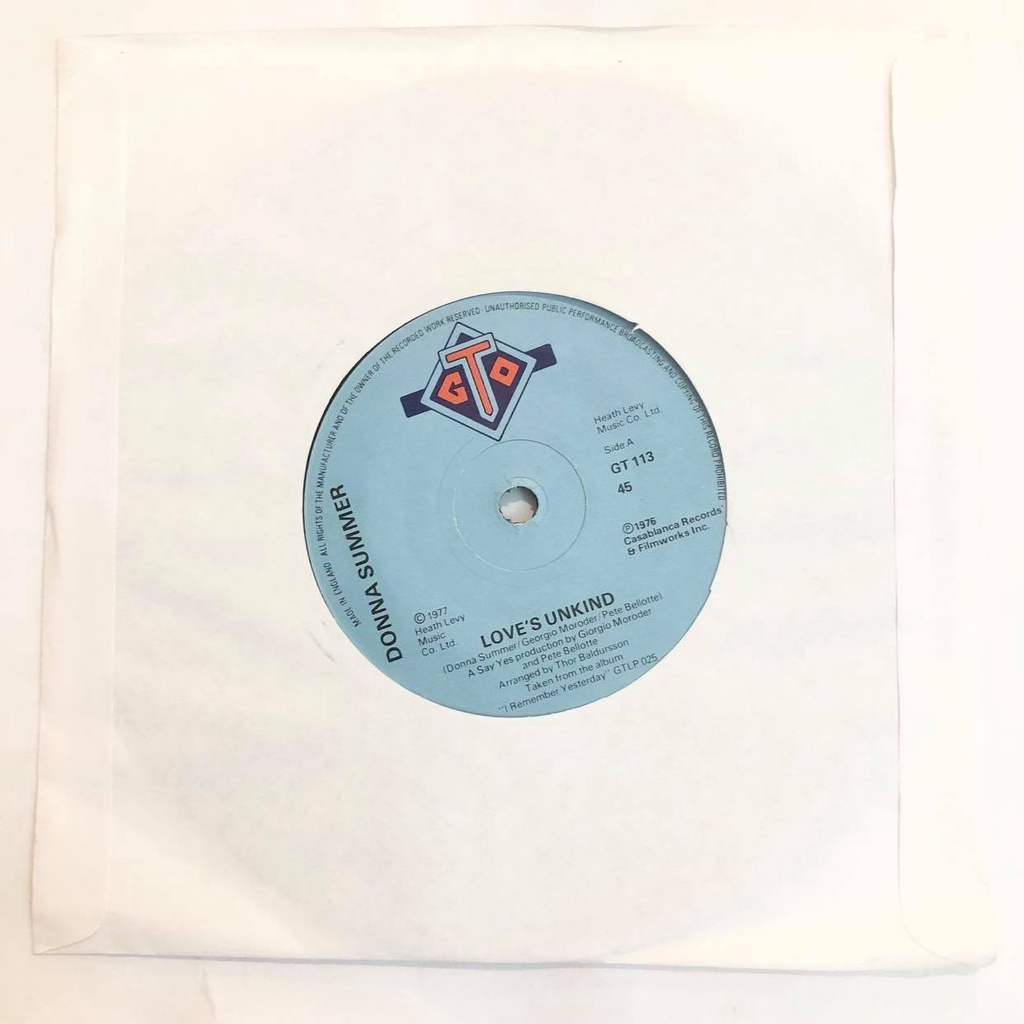 MADE IN ENGLAND ALL RIGHTS OF THE MANUFACTURER AND OF THE OWNER OF THE RECORDED WORK RESERVED · UNAUTHORISED PUBLIC PERFORMANCE BROADCASTING AND COPYING OF THIS RECORD PROHIBITED
GTO
Heath Levy
Music Co. Ltd.
Side A
GT 113
45
℗1976
Casablanca Records
& Filmworks Inc.
DONNA SUMMER
©1977
Heath Levy
Music
Co. Ltd.
LOVE'S UNKIND
(Donna Summer/Georgio Moroder/Pete Bellotte)
A Say Yes production by Giorgio Moroder
and Pete Bellotte
Arranged by Thor Baldursson
Taken from the album
"I Remember Yesterday" GTLP 025